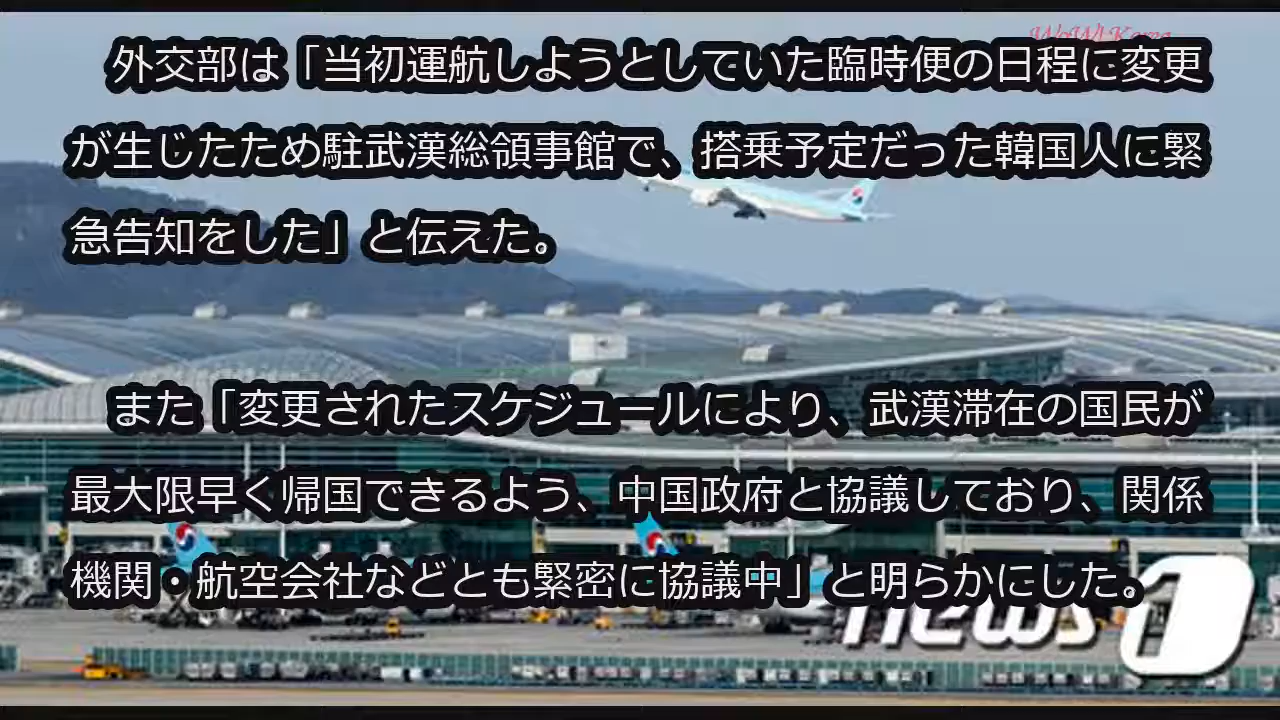 WoW! Korea
外交部は「当初運航しようとしていた臨時便の日程に変更
が生じたため駐武漢総領事館で、搭乗予定だった韓国人に緊
急告知をした」と伝えた。
また「変更されたスケジュールにより、武漢滞在の国民が
最大限早く帰国できるよう、中国政府と協議しており、関係
機関・航空会社などとも緊密に協議中」と明らかにした。
news1